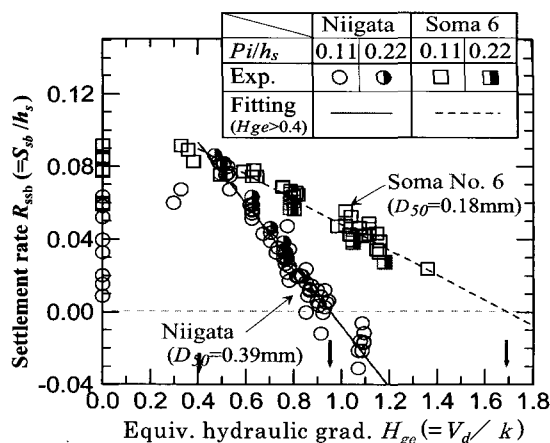 Niigata Soma 6
Pi/hs 0.11 0.22 0.11 0.22
Exp.
Fitting
(Hge>0.4)
Settlement rate Rssb (=Ssb/hs)
0.12
0.08
0.04
0.00
-0.04
Soma No. 6
(D50=0.18mm)
Niigata
(D50=0.39mm)
0.0 0.2 0.4 0.6 0.8 1.0 1.2 1.4 1.6 1.8
Equiv. hydraulic grad. Hge (=Vd/ k)